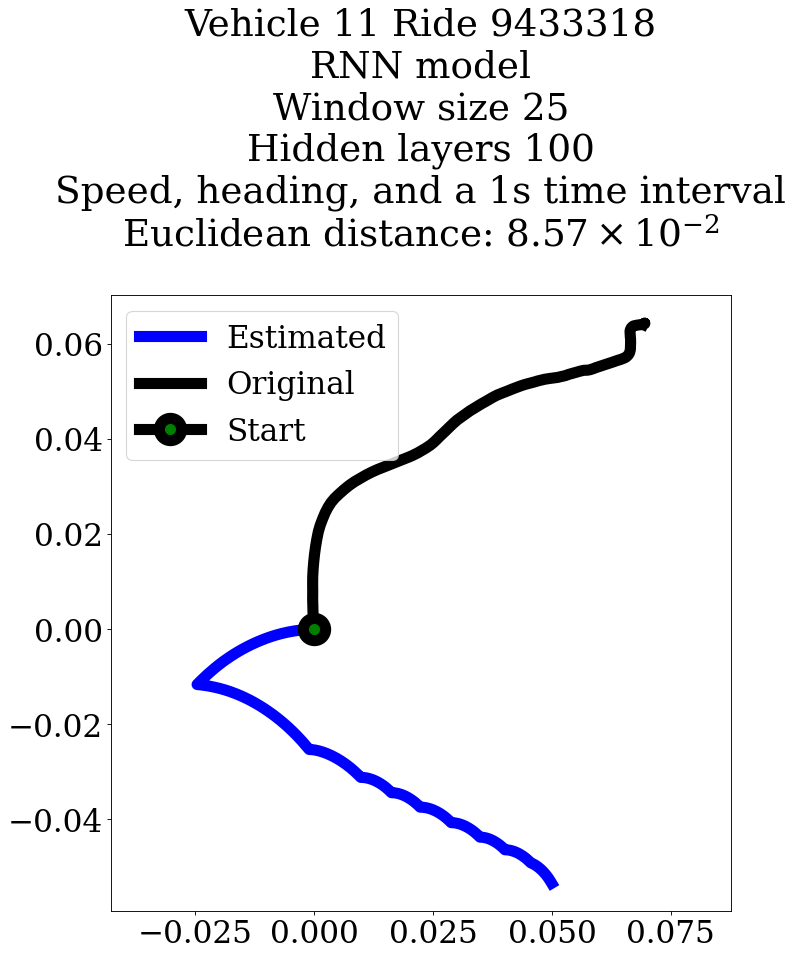 Vehicle 11 Ride 9433318
RNN model
Window size 25
Hidden layers 100
Speed, heading, and a 1s time interval
Euclidean distance: 8.57 × 10⁻²
Estimated
Original
Start
0.06
0.04
0.02
0.00
−0.02
−0.04
−0.025 0.000 0.025 0.050 0.075